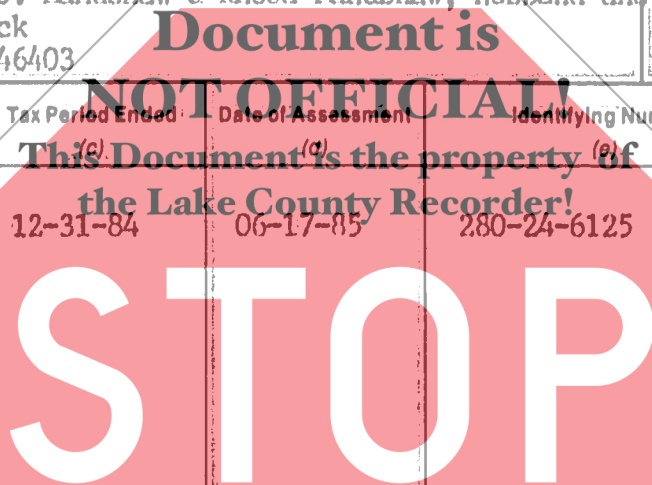 Document is
ck
46403
NOT OFFICIAL!
Tax Period Ended Date of Assessment Identifying Nu
(c) (d) (e)
This Document is the property of
the Lake County Recorder!
12-31-84 06-17-85 280-24-6125
STOP